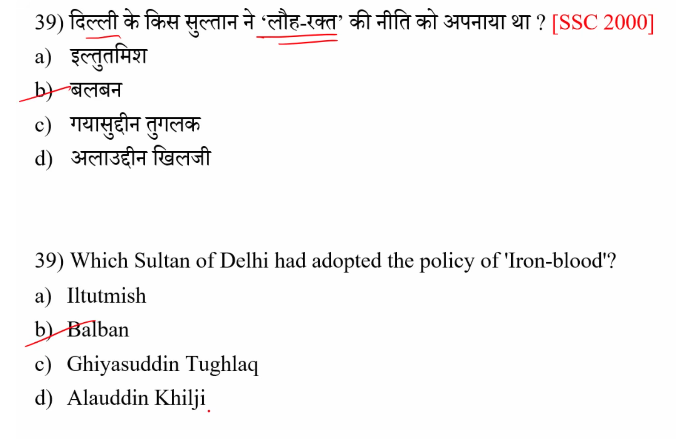 39) दिल्ली के किस सुल्तान ने ‘लौह-रक्त’ की नीति को अपनाया था ? [SSC 2000]
a) इल्तुतमिश
b) बलबन
c) गयासुद्दीन तुगलक
d) अलाउद्दीन खिलजी
39) Which Sultan of Delhi had adopted the policy of 'Iron-blood'?
a) Iltutmish
b) Balban
c) Ghiyasuddin Tughlaq
d) Alauddin Khilji